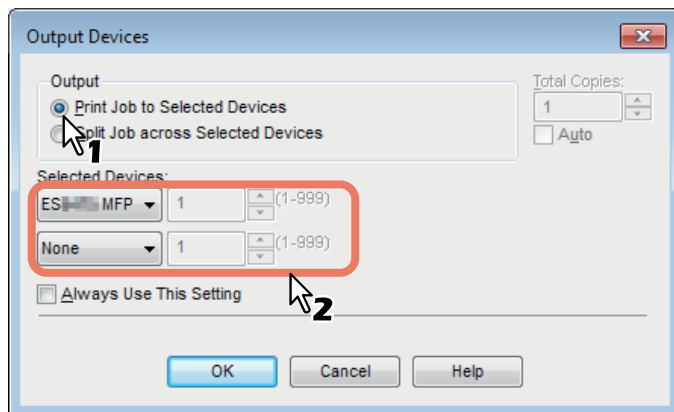 Output Devices
Output
Print Job to Selected Devices
Split Job across Selected Devices
Total Copies:
1
Auto
1
Selected Devices:
ES MFP 1 (1-999)
None 1 (1-999)
2
Always Use This Setting
OK Cancel Help